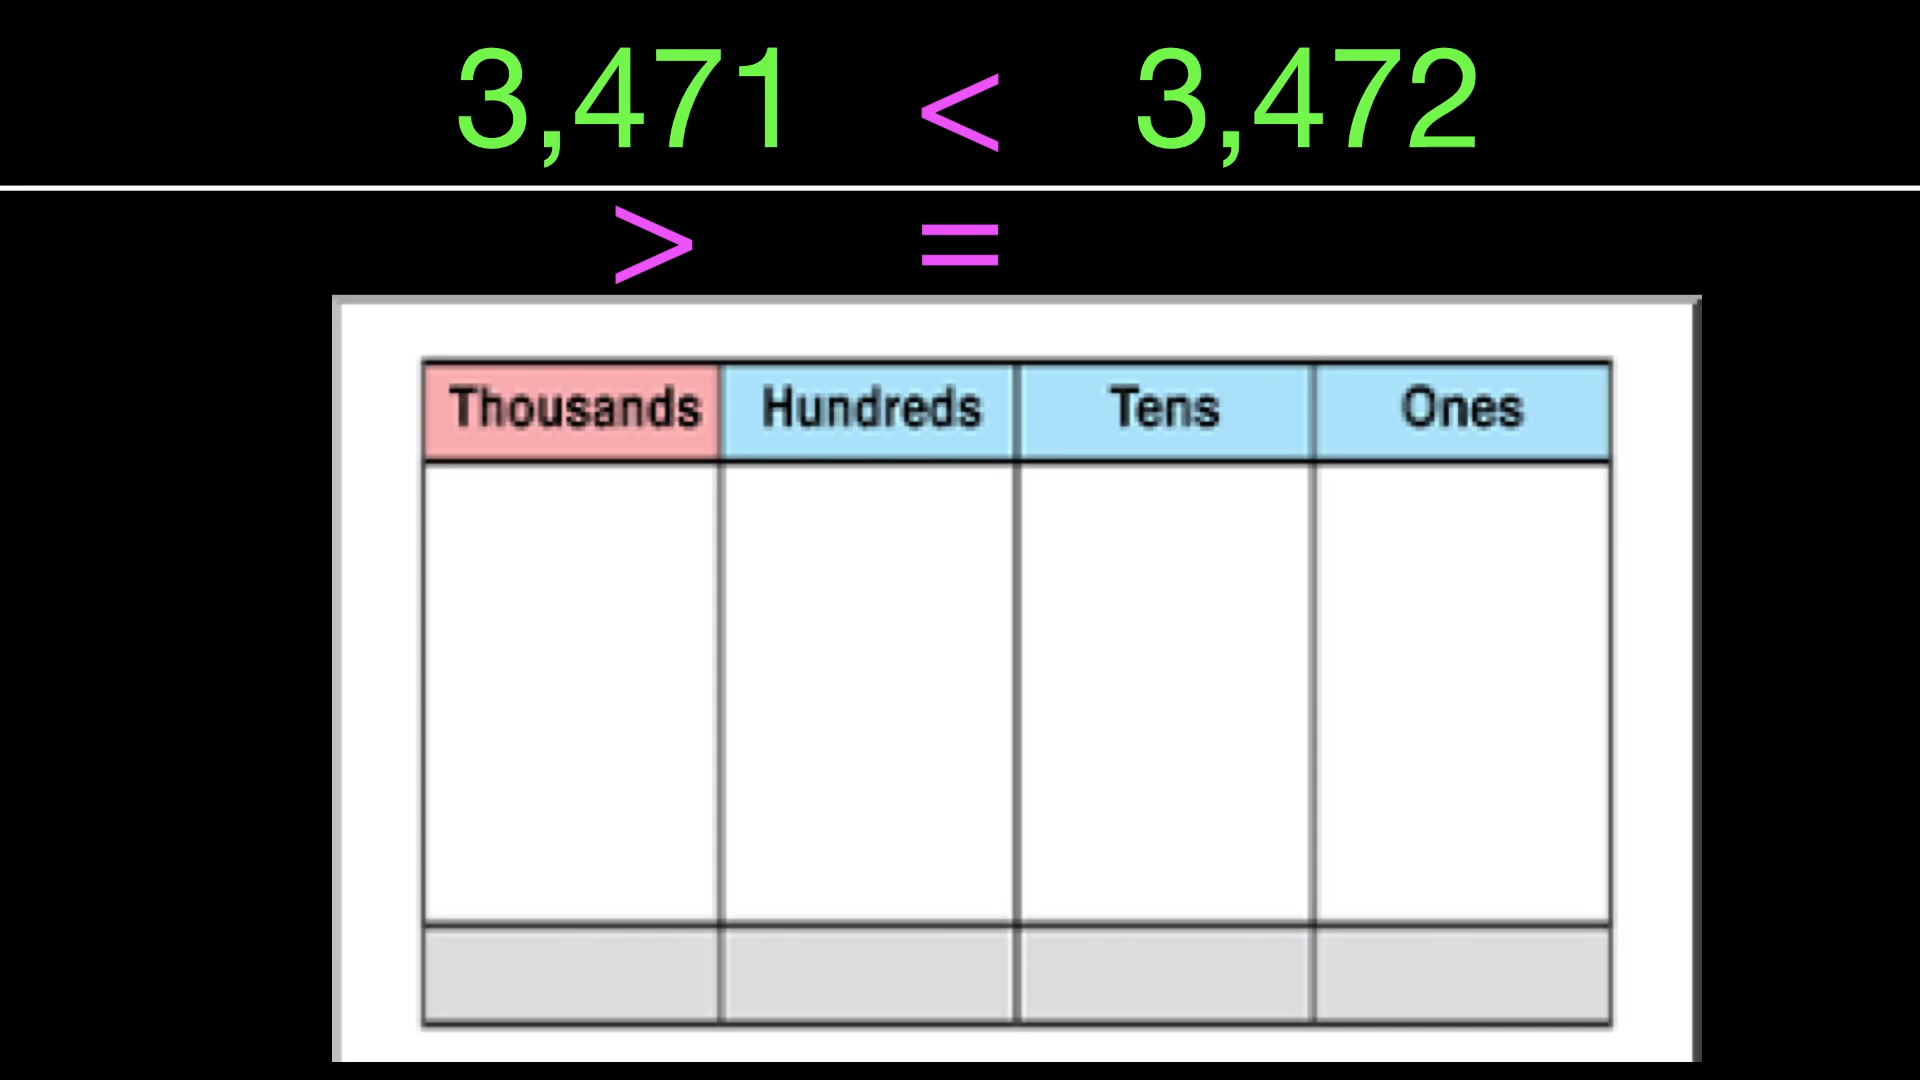 3,471 < 3,472
> =
Thousands Hundreds Tens Ones